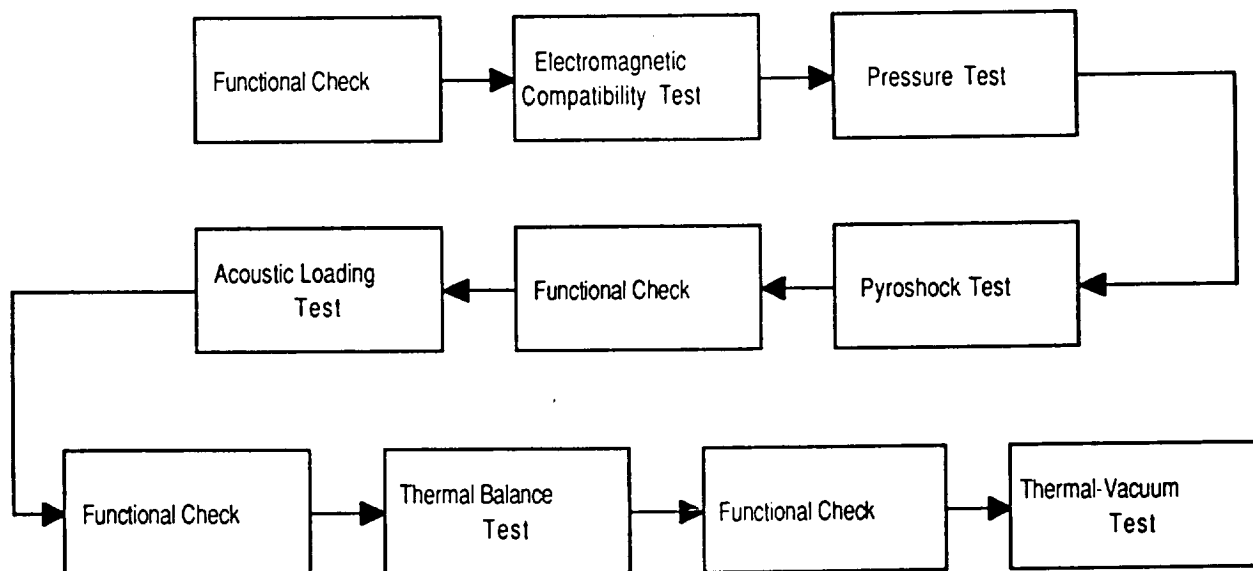 Functional Check
Electromagnetic
Compatibility Test
Pressure Test
Pyroshock Test
Functional Check
Acoustic Loading
Test
Functional Check
Thermal Balance
Test
Functional Check
Thermal-Vacuum
Test